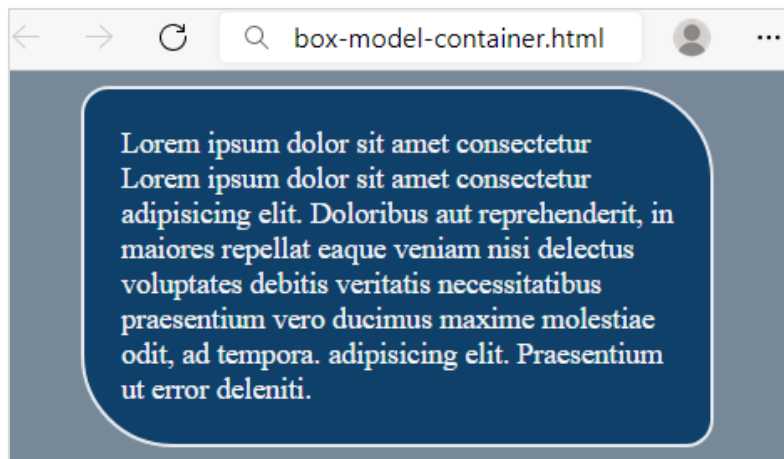 box-model-container.html
Lorem ipsum dolor sit amet consectetur
Lorem ipsum dolor sit amet consectetur
adipisicing elit. Doloribus aut reprehenderit, in
maiores repellat eaque veniam nisi delectus
voluptates debitis veritatis necessitatibus
praesentium vero ducimus maxime molestiae
odit, ad tempora. adipisicing elit. Praesentium
ut error deleniti.